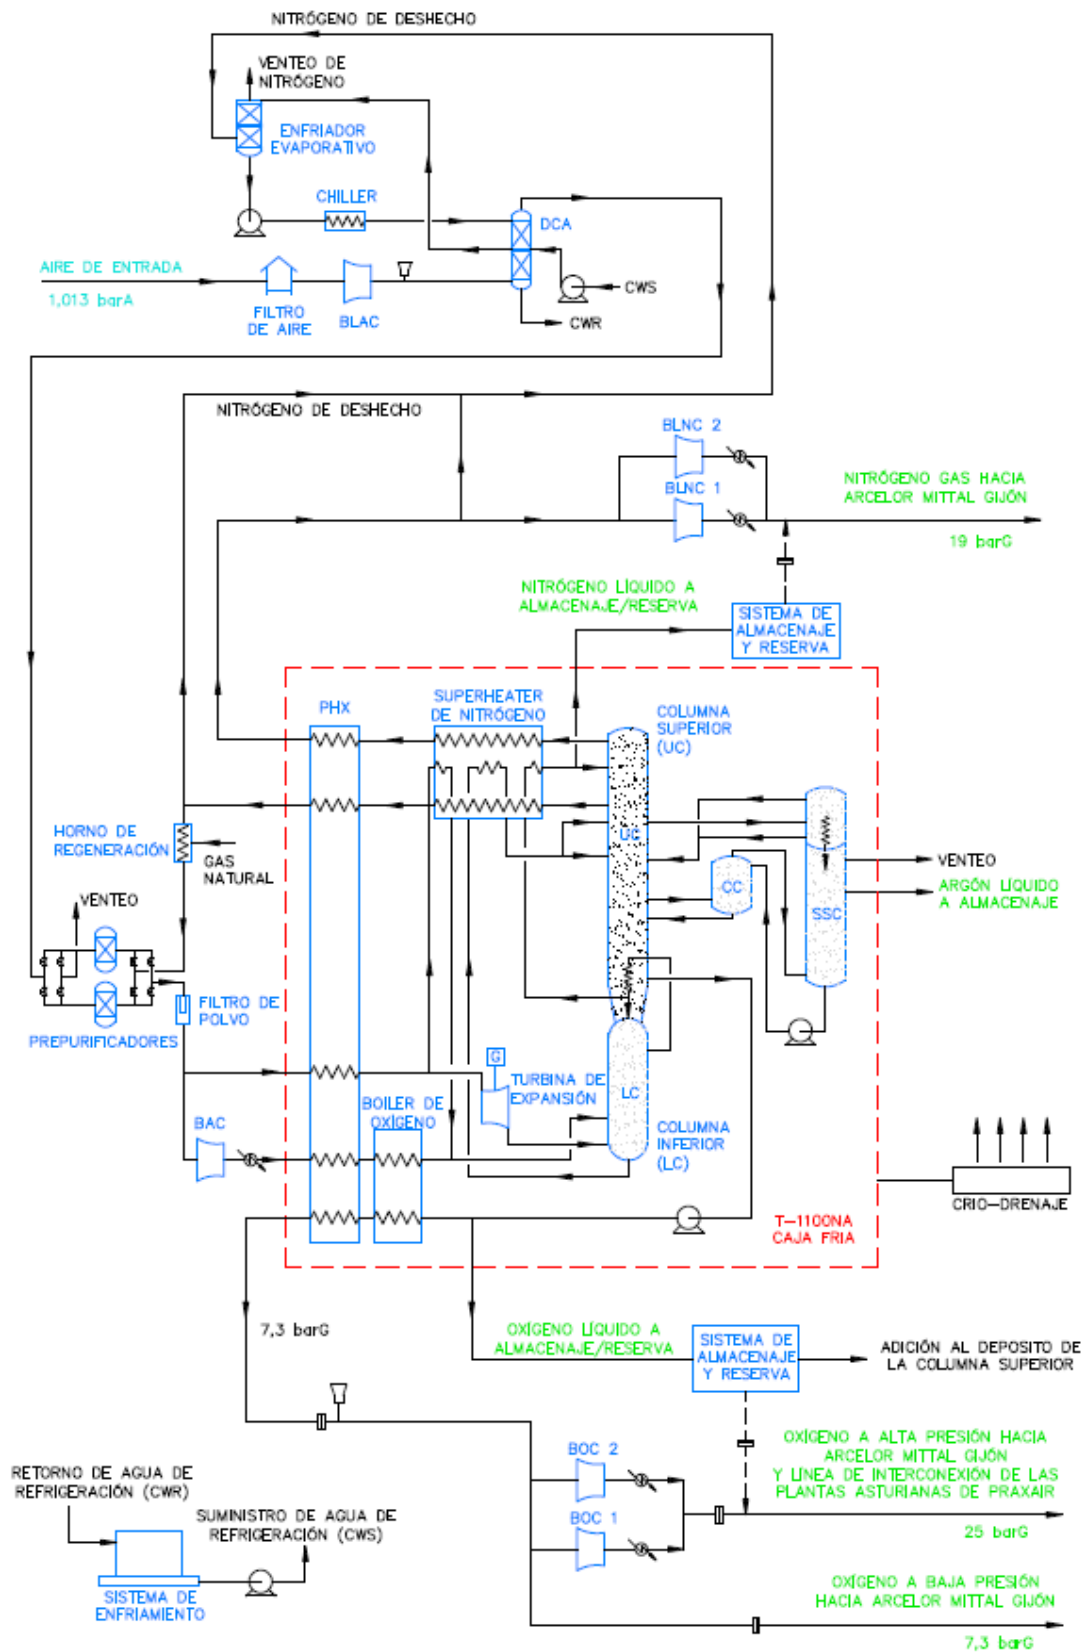 NITRÓGENO DE DESHECHO
VENTEO DE
NITRÓGENO
ENFRIADOR
EVAPORATIVO
CHILLER
DCA
AIRE DE ENTRADA
1,013 barA
FILTRO
DE AIRE
BLAC
CWS
CWR
NITRÓGENO DE DESHECHO
BLNC 2
BLNC 1
NITRÓGENO GAS HACIA
ARCELOR MITTAL GIJÓN
19 barG
NITRÓGENO LÍQUIDO A
ALMACENAJE/RESERVA
SISTEMA DE
ALMACENAJE
Y RESERVA
PHX
SUPERHEATER
DE NITRÓGENO
COLUMNA
SUPERIOR
(UC)
UC
HORNO DE
REGENERACIÓN
GAS
NATURAL
VENTEO
CC
SSC
VENTEO
ARGÓN LÍQUIDO
A ALMACENAJE
FILTRO DE
POLVO
PREPURIFICADORES
G
TURBINA DE
EXPANSIÓN
LC
BOILER DE
OXÍGENO
BAC
COLUMNA
INFERIOR
(LC)
CRIO-DRENAJE
T-1100NA
CAJA FRIA
7,3 barG
OXÍGENO LÍQUIDO A
ALMACENAJE/RESERVA
SISTEMA DE
ALMACENAJE
Y RESERVA
ADICIÓN AL DEPOSITO DE
LA COLUMNA SUPERIOR
BOC 2
BOC 1
OXÍGENO A ALTA PRESIÓN HACIA
ARCELOR MITTAL GIJÓN
Y LINEA DE INTERCONEXIÓN DE LAS
PLANTAS ASTURIANAS DE PRAXAIR
25 barG
RETORNO DE AGUA DE
REFRIGERACIÓN (CWR)
SUMINISTRO DE AGUA DE
REFRIGERACIÓN (CWS)
SISTEMA DE
ENFRIAMIENTO
OXÍGENO A BAJA PRESIÓN
HACIA ARCELOR MITTAL GIJÓN
7,3 barG